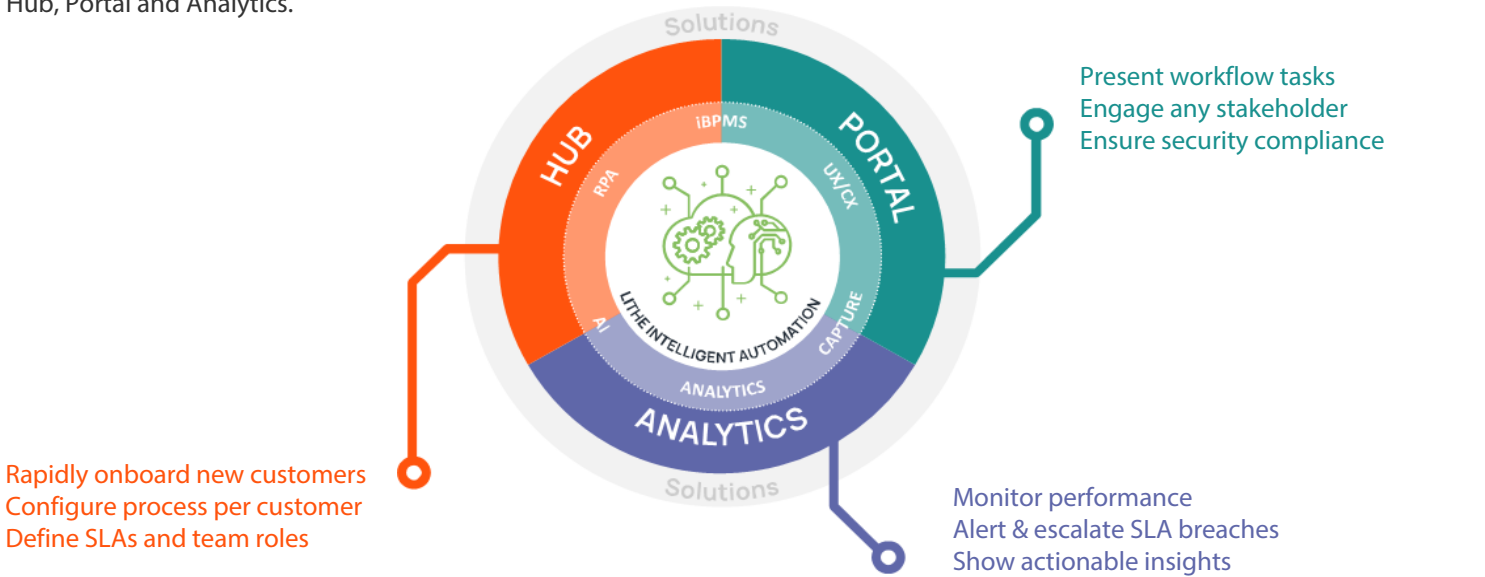 Hub, Portal and Analytics.
Solutions
HUB
PORTAL
iBPMS
RPA
UX/CX
AI
CAPTURE
LITHE INTELLIGENT AUTOMATION
ANALYTICS
ANALYTICS
Solutions
Present workflow tasks
Engage any stakeholder
Ensure security compliance
Rapidly onboard new customers
Configure process per customer
Define SLAs and team roles
Monitor performance
Alert & escalate SLA breaches
Show actionable insights